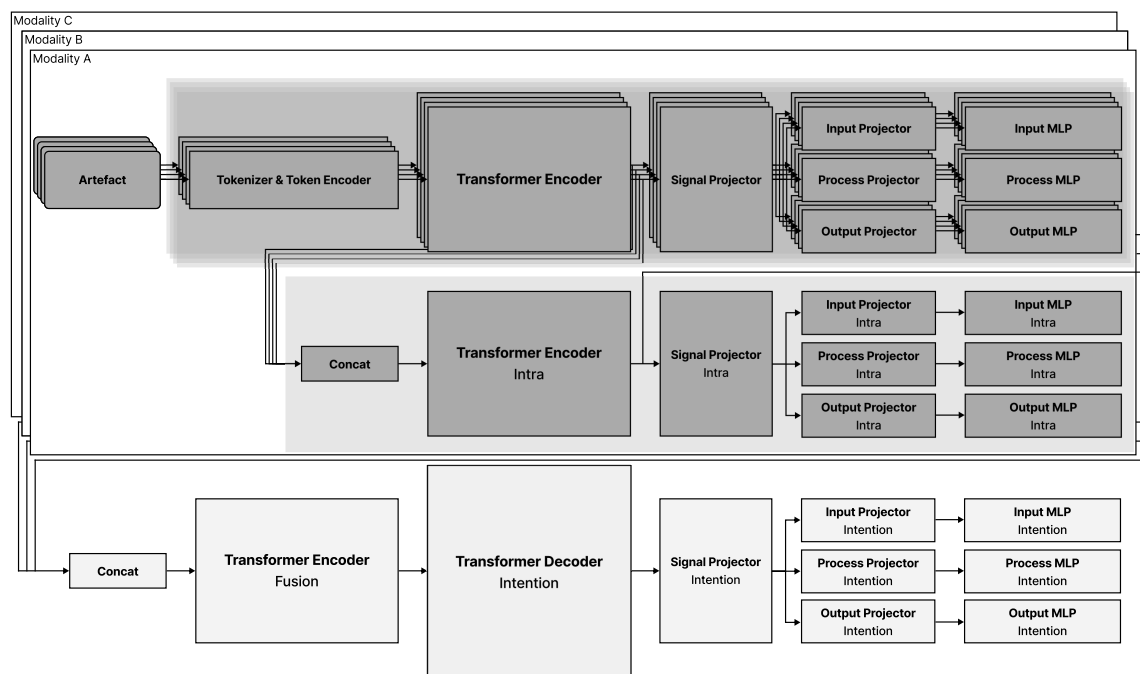 Modality C
Modality B
Modality A
Artefact
Tokenizer & Token Encoder
Transformer Encoder
Signal Projector
Input Projector
Input MLP
Process Projector
Process MLP
Output Projector
Output MLP
Concat
Transformer Encoder
Intra
Signal Projector
Intra
Input Projector
Intra
Input MLP
Intra
Process Projector
Intra
Process MLP
Intra
Output Projector
Intra
Output MLP
Intra
Concat
Transformer Encoder
Fusion
Transformer Decoder
Intention
Signal Projector
Intention
Input Projector
Intention
Input MLP
Intention
Process Projector
Intention
Process MLP
Intention
Output Projector
Intention
Output MLP
Intention